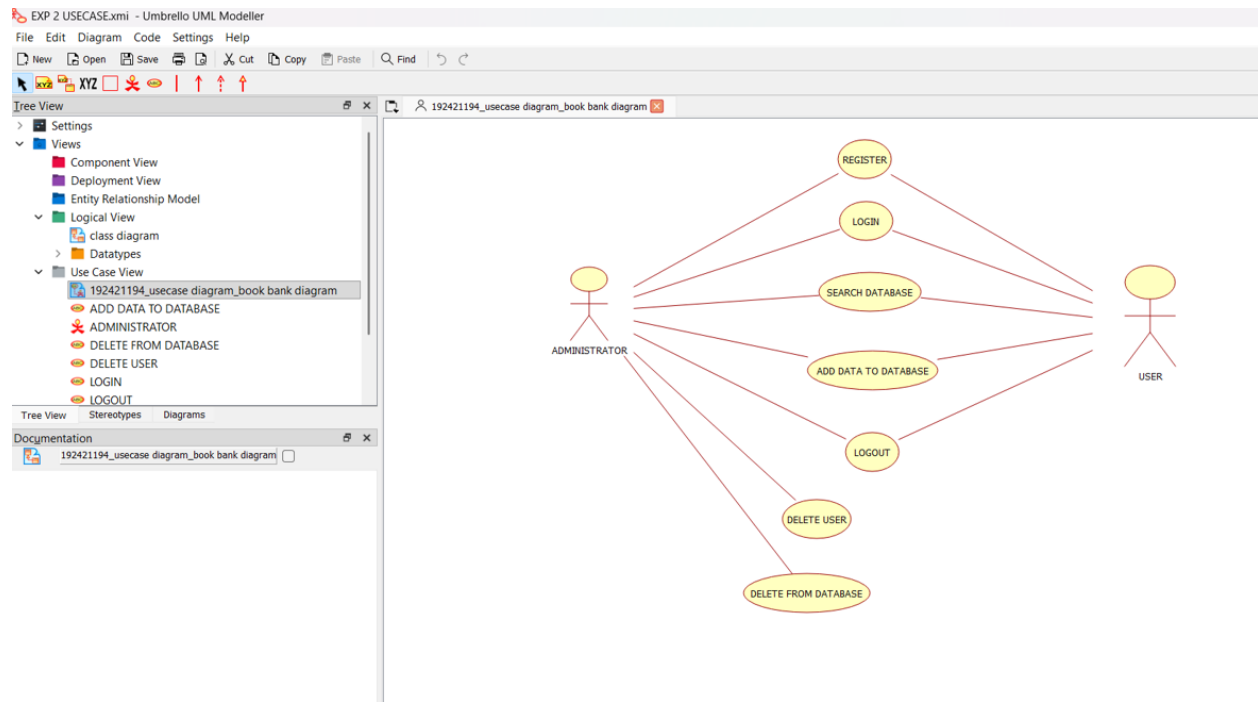 EXP 2 USECASE.xmi - Umbrello UML Modeller
File Edit Diagram Code Settings Help
New Open Save Cut Copy Paste Find
XYZ XYZ
Tree View
192421194_usecase diagram_book bank diagram
Settings
Views
Component View
Deployment View
Entity Relationship Model
Logical View
class diagram
Datatypes
Use Case View
192421194_usecase diagram_book bank diagram
ADD DATA TO DATABASE
ADMINISTRATOR
DELETE FROM DATABASE
DELETE USER
LOGIN
LOGOUT
Tree View Stereotypes Diagrams
Documentation
192421194_usecase diagram_book bank diagram
REGISTER
LOGIN
SEARCH DATABASE
ADMINISTRATOR
ADD DATA TO DATABASE
USER
LOGOUT
DELETE USER
DELETE FROM DATABASE